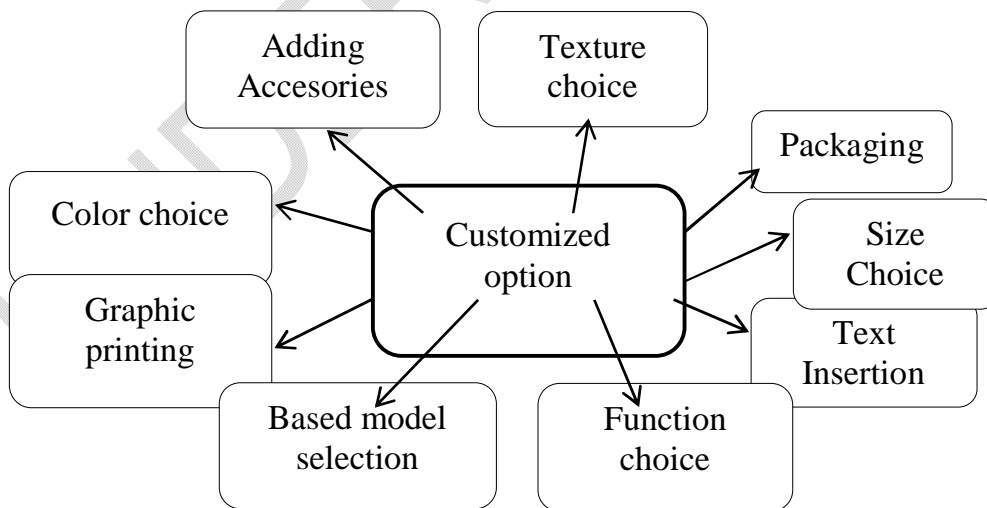 Adding
Accesories
Texture
choice
Packaging
Color choice
Customized
option
Size
Choice
Graphic
printing
Text
Insertion
Based model
selection
Function
choice